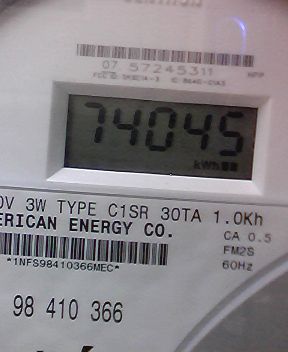 07 57245311
74045
kWh
0V 3W TYPE C1SR 30TA 1.0Kh
ERICAN ENERGY CO.
CA 0.5
FM2S
60Hz
*1NFS98410366MEC*
98 410 366